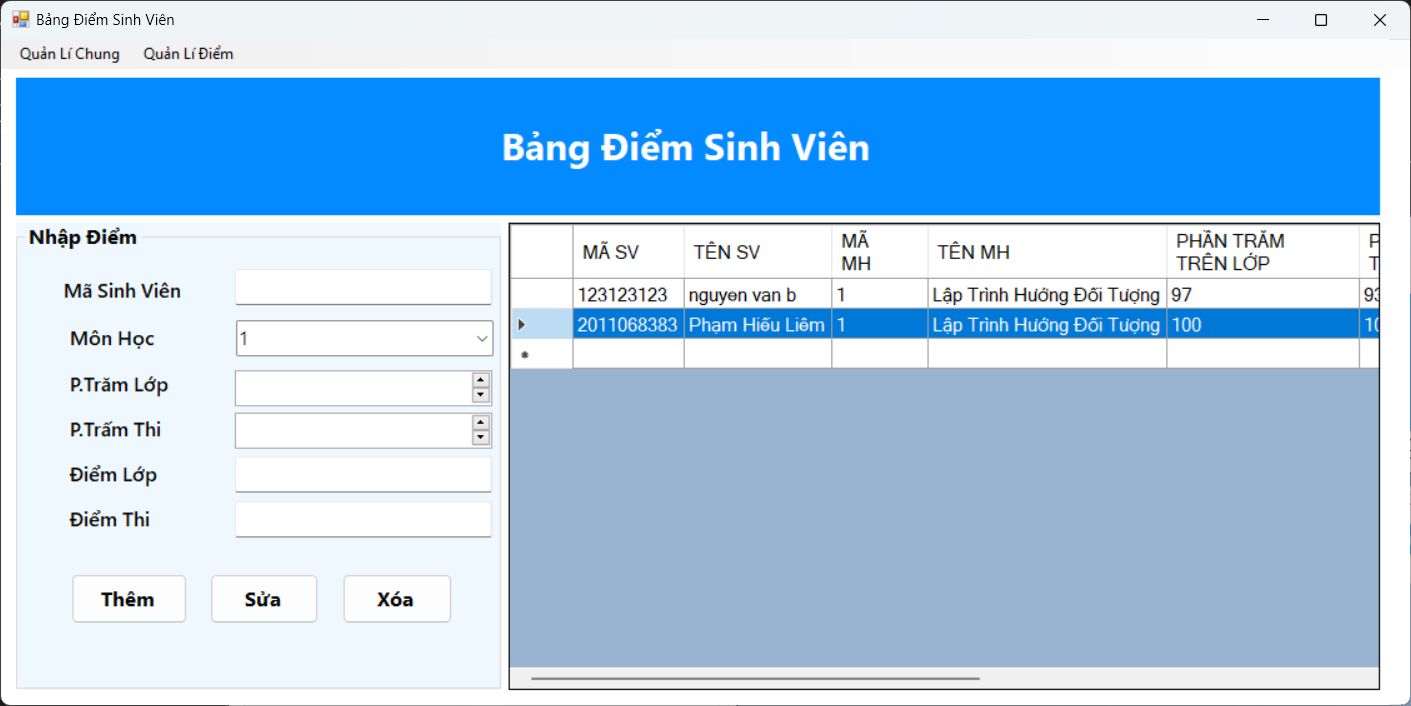 Bảng Điểm Sinh Viên
Quản Lí Chung Quản Lí Điểm
Bảng Điểm Sinh Viên
Nhập Điểm
Mã Sinh Viên
Môn Học 1
P.Trăm Lớp
P.Trấm Thi
Điểm Lớp
Điểm Thi
Thêm Sửa Xóa
MÃ SV TÊN SV MÃ MH TÊN MH PHẦN TRĂM TRÊN LỚP
123123123 nguyen van b 1 Lập Trình Hướng Đối Tượng 97
2011068383 Phạm Hiếu Liêm 1 Lập Trình Hướng Đối Tượng 100